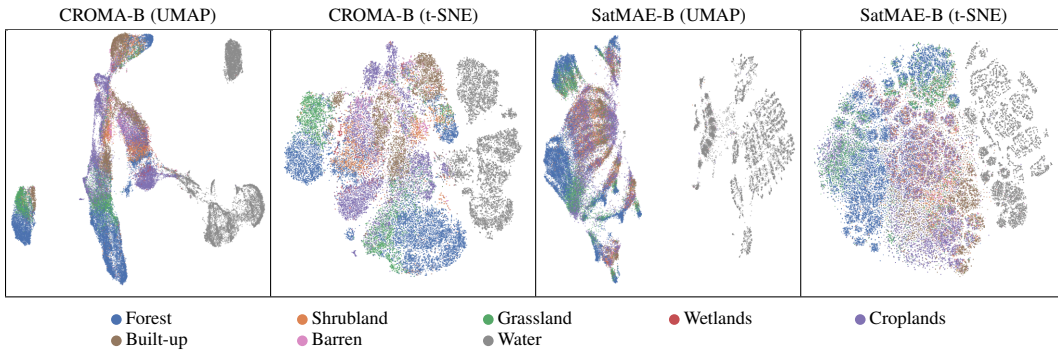 CROMA-B (UMAP) CROMA-B (t-SNE) SatMAE-B (UMAP) SatMAE-B (t-SNE)
Forest Shrubland Grassland Wetlands Croplands
Built-up Barren Water